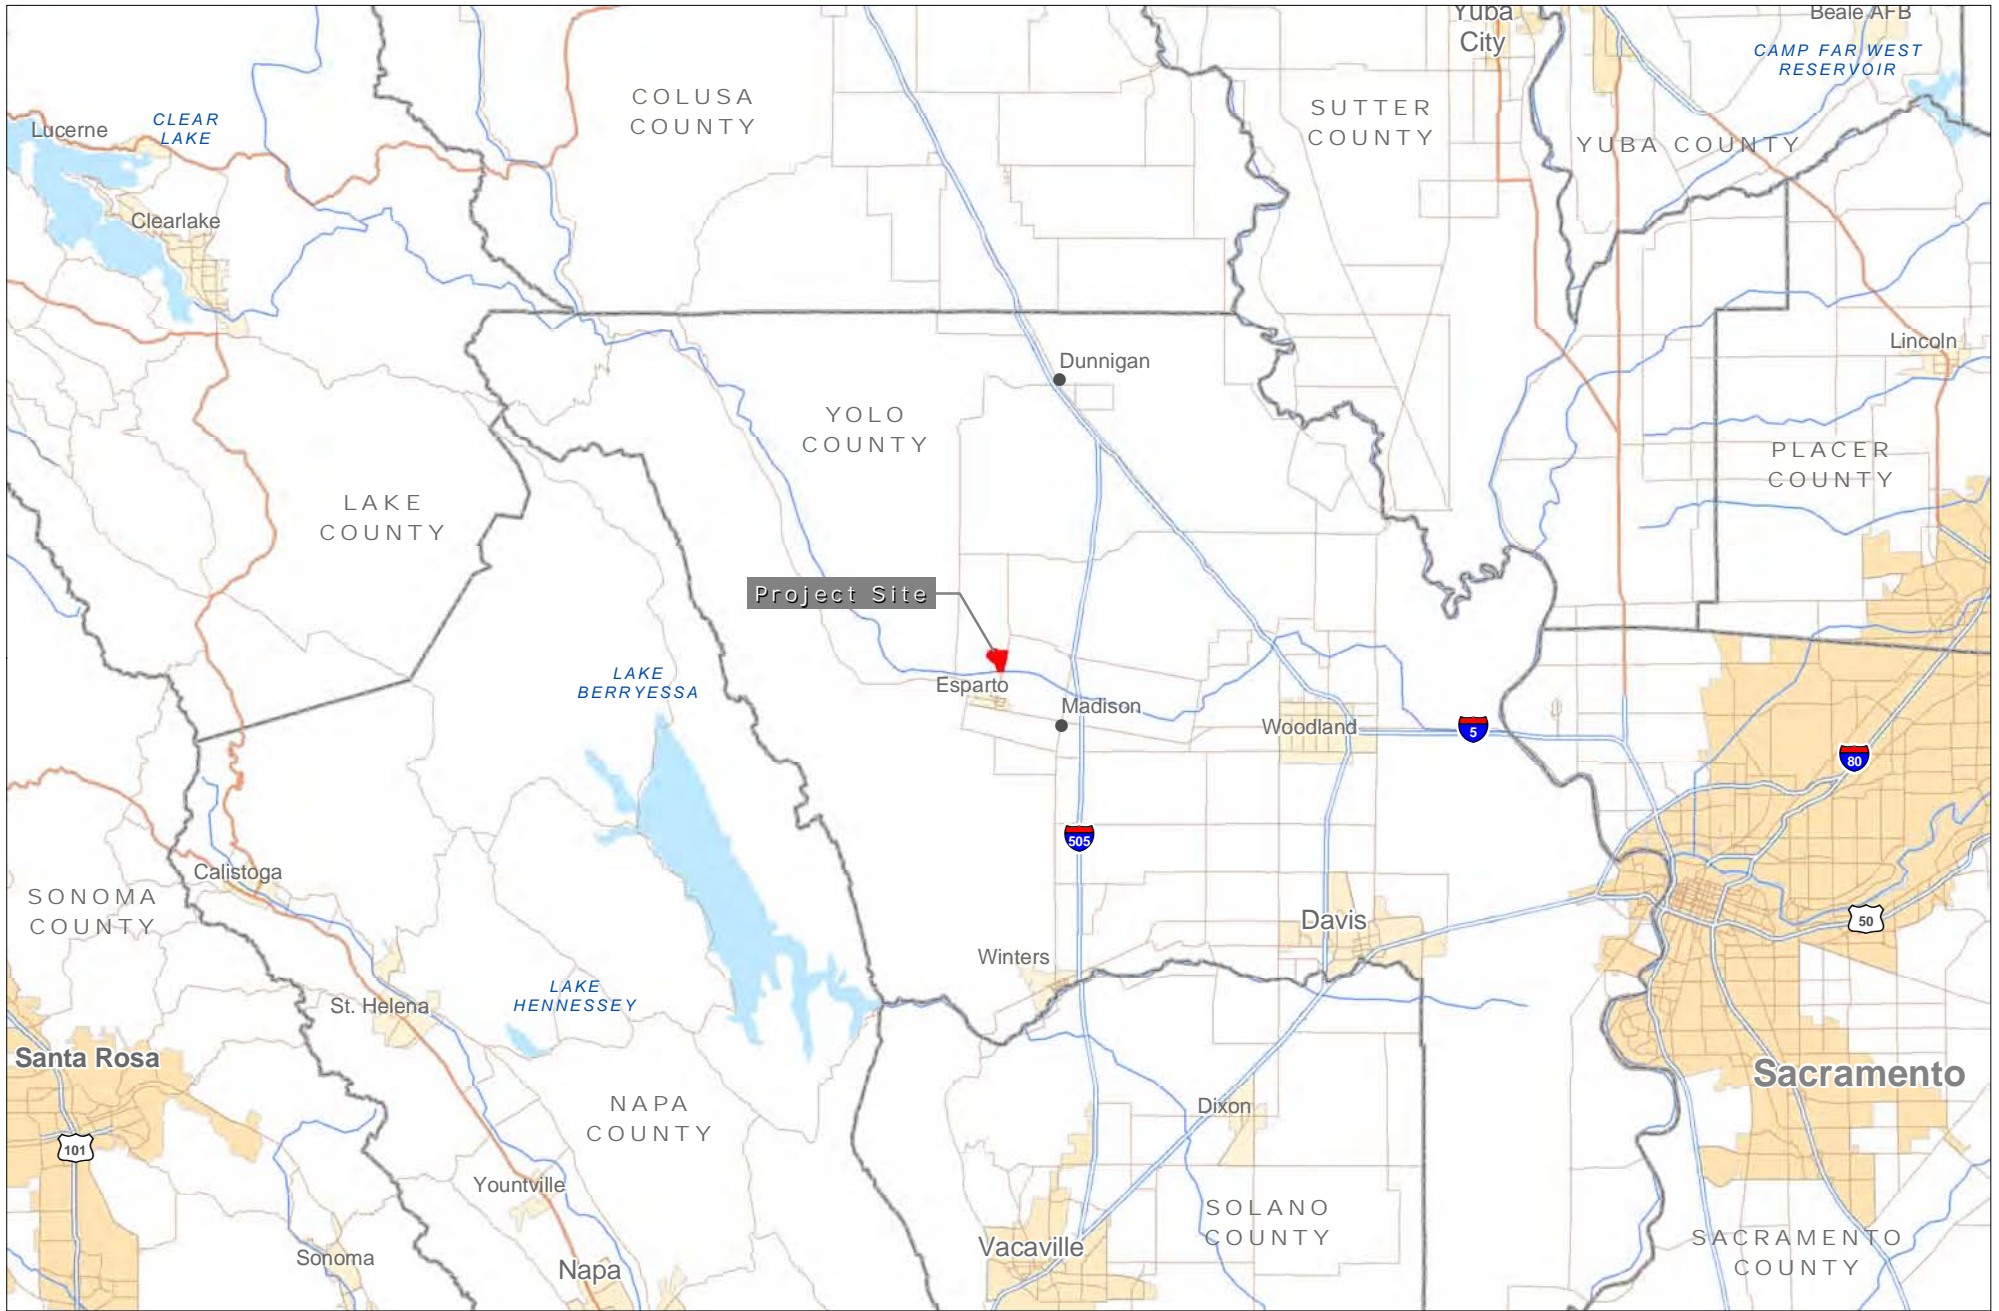 Yuba
City
Beale AFB
CAMP FAR WEST
RESERVOIR
COLUSA
COUNTY
SUTTER
COUNTY
YUBA COUNTY
Lucerne
CLEAR
LAKE
Clearlake
Dunnigan
Lincoln
YOLO
COUNTY
PLACER
COUNTY
LAKE
COUNTY
Project Site
LAKE
BERRYESSA
Esparto
Madison
Woodland
5
80
505
Calistoga
SONOMA
COUNTY
Davis
50
Winters
LAKE
HENNESSEY
St. Helena
Santa Rosa
Sacramento
NAPA
COUNTY
Dixon
101
Yountville
SOLANO
COUNTY
Vacaville
SACRAMENTO
COUNTY
Sonoma
Napa